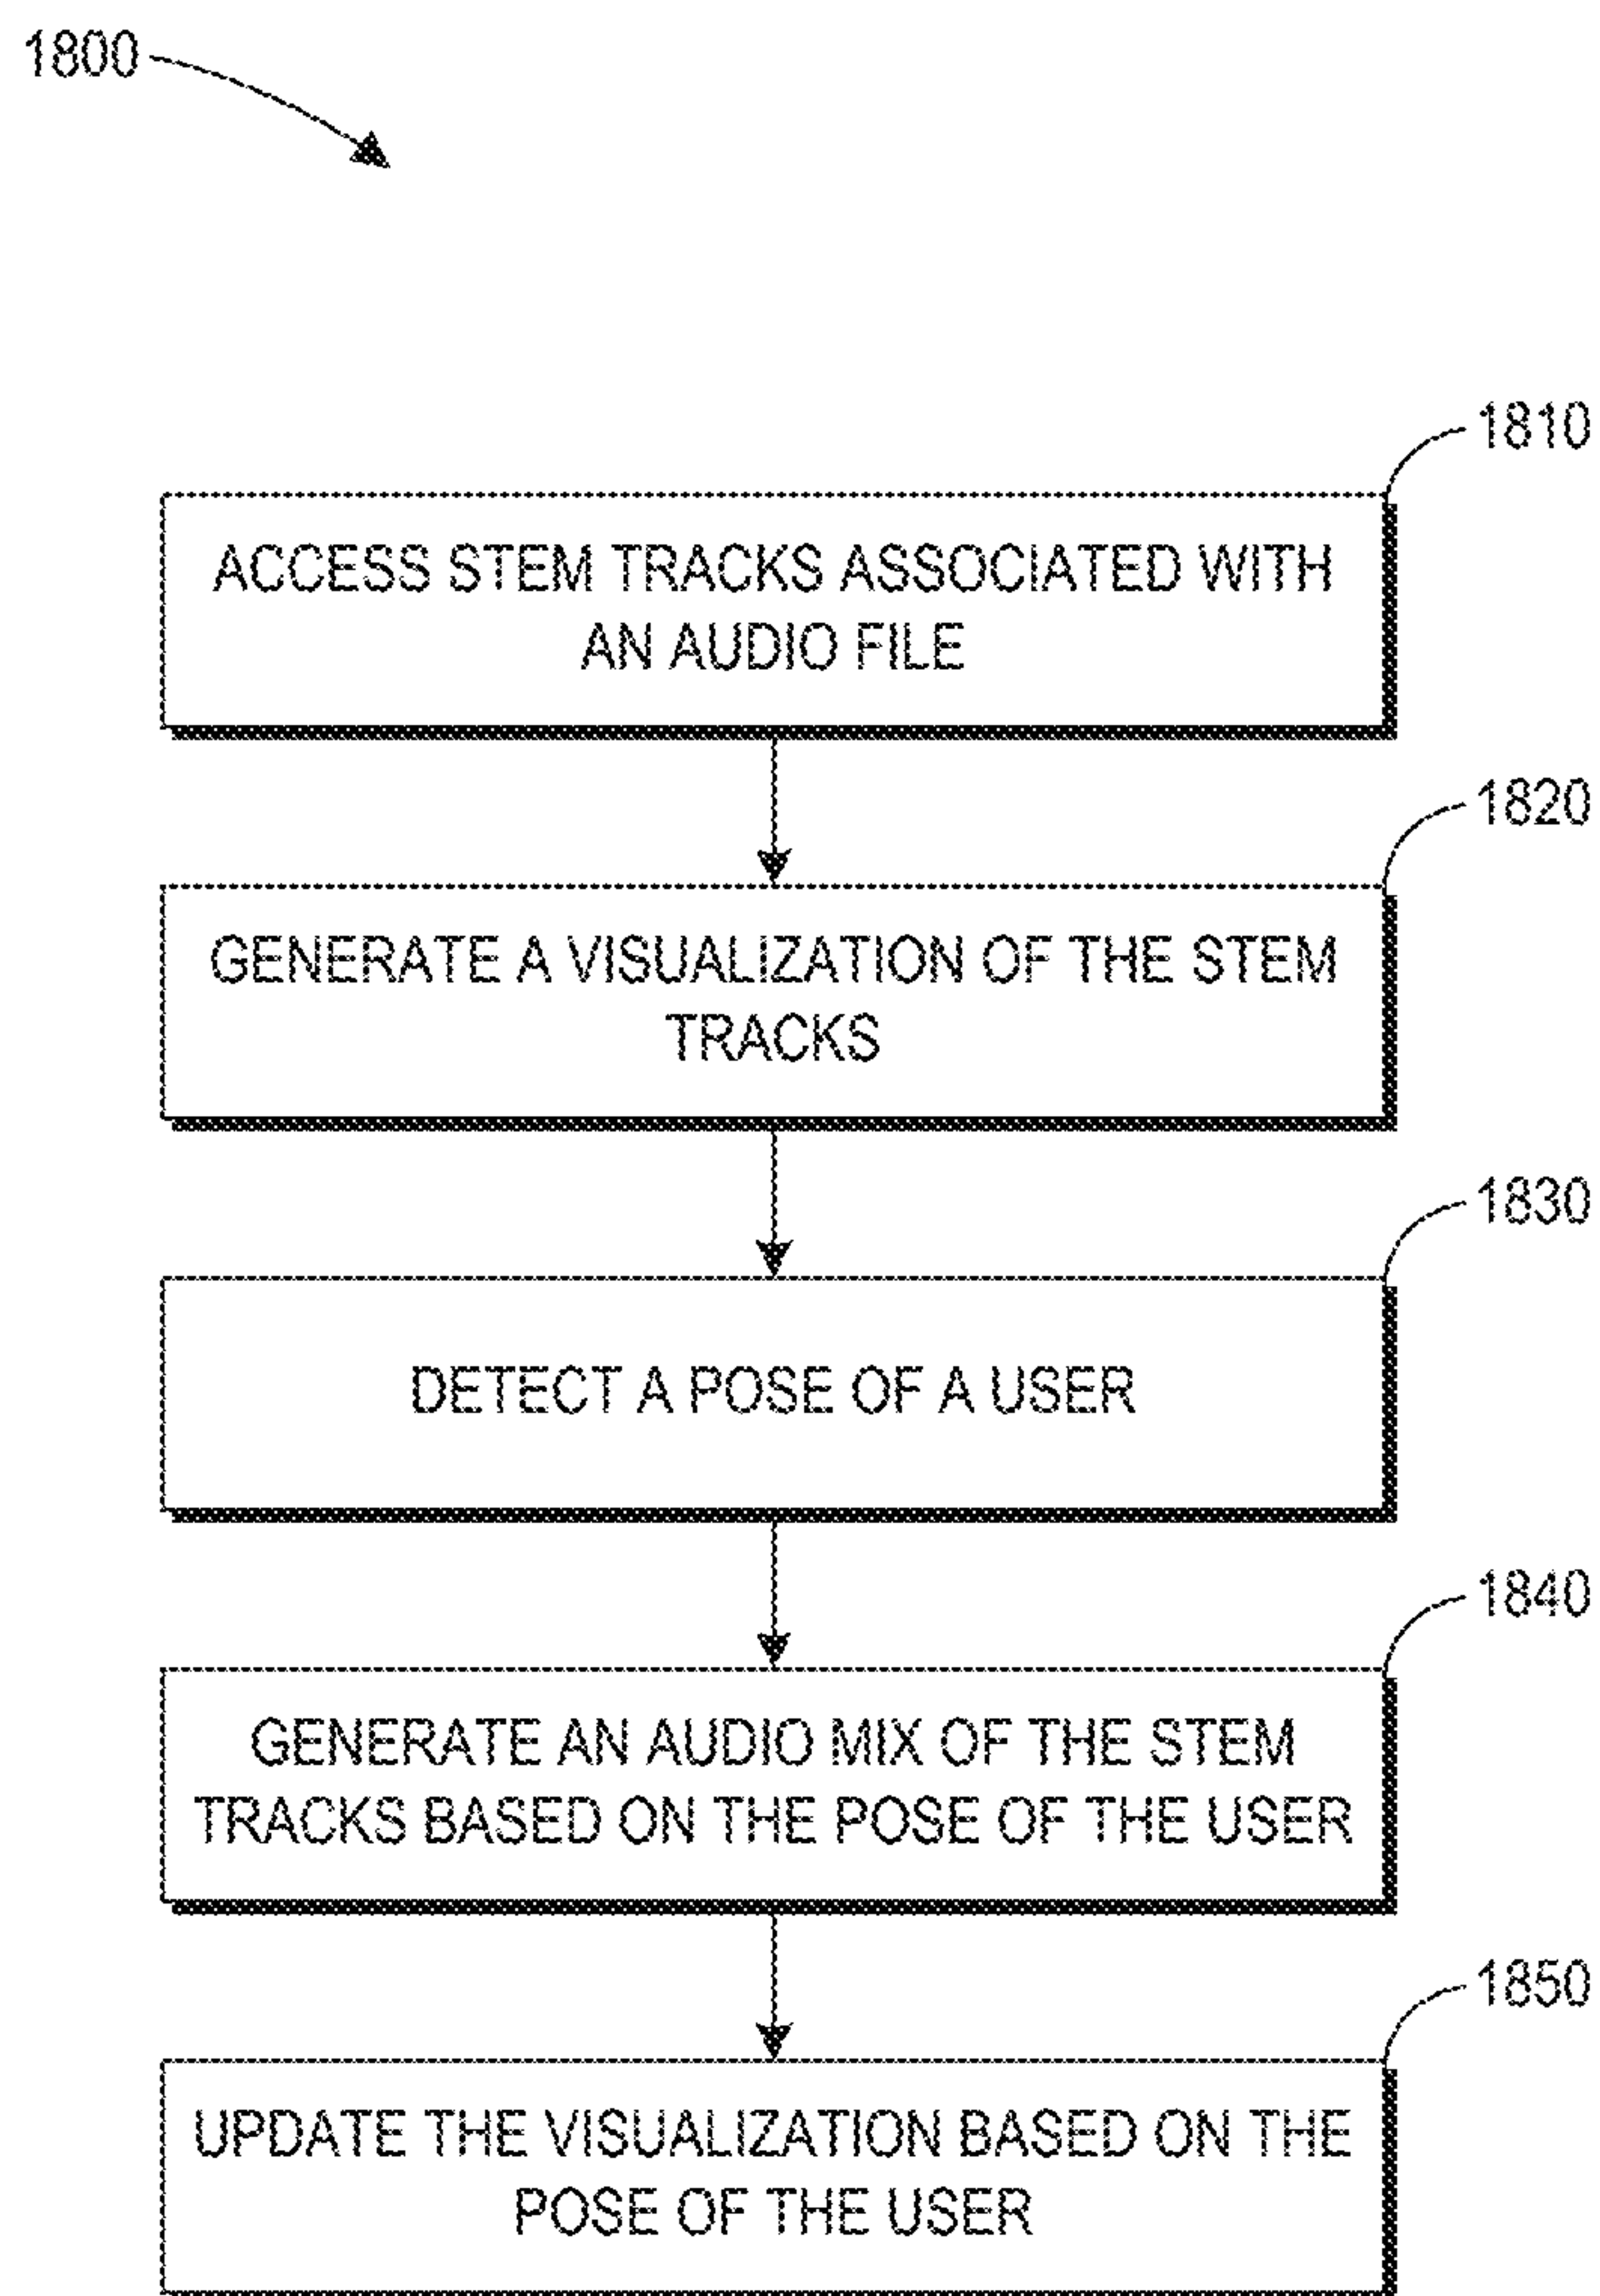 1800
1810
ACCESS STEM TRACKS ASSOCIATED WITH
AN AUDIO FILE
1820
GENERATE A VISUALIZATION OF THE STEM
TRACKS
1830
DETECT A POSE OF A USER
1840
GENERATE AN AUDIO MIX OF THE STEM
TRACKS BASED ON THE POSE OF THE USER
1850
UPDATE THE VISUALIZATION BASED ON THE
POSE OF THE USER